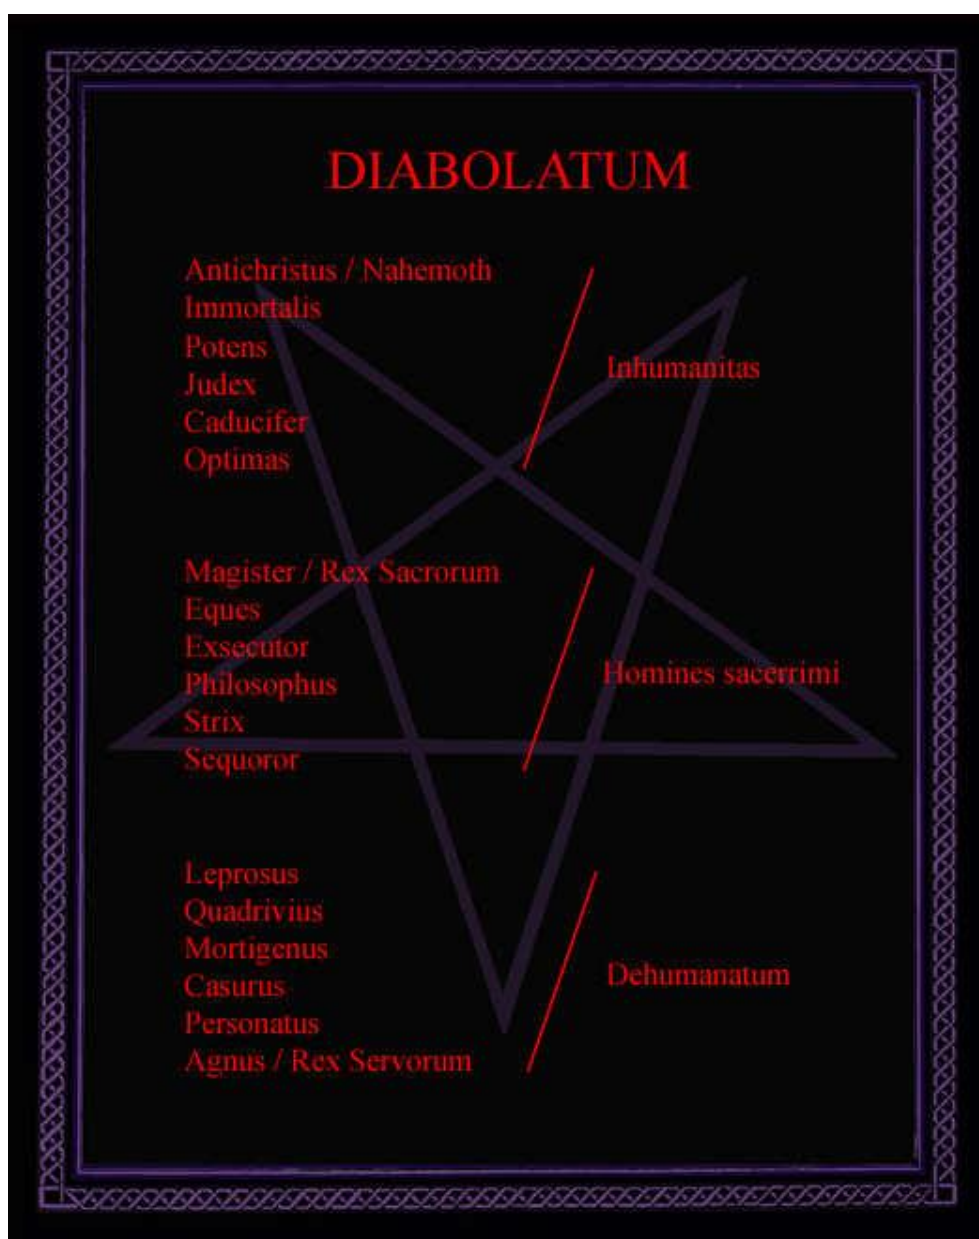 DIABOLATUM
Antichristus / Nahemoth
Immortalis
Potens
Judex
Caducifer
Optimas
Inhumanitas
Magister / Rex Sacrorum
Eques
Exsecutor
Philosophus
Strix
Sequoror
Homines sacerrimi
Leprosus
Quadrivius
Mortigenus
Casurus
Personatus
Agnus / Rex Servorum
Dehumanatum